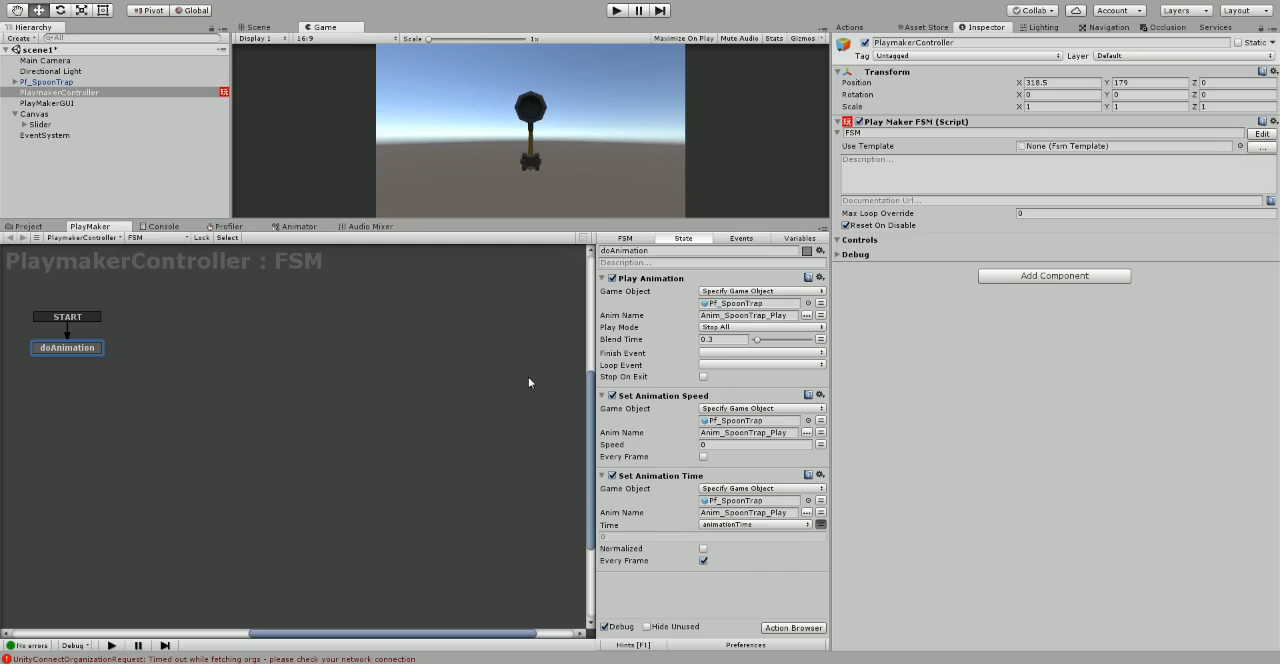 Pivot Global Collab Account Layers Layout
Hierarchy
Create All
scene1*
Main Camera
Directional Light
Pf_SpoonTrap
PlaymakerController
PlayMakerGUI
Canvas
Slider
EventSystem
Scene Game
Display 1 16:9 Scale 1x Maximize On Play Mute Audio Stats Gizmos
Actions Asset Store Inspector Lighting Navigation Occlusion Services
PlaymakerController Static
Tag Untagged Layer Default
Transform
Position X 318.5 Y 179 Z 0
Rotation X 0 Y 0 Z 0
Scale X 1 Y 1 Z 1
Play Maker FSM (Script)
FSM Edit
Use Template None (Fsm Template) ...
Description...
Documentation Url...
Max Loop Override 0
Reset On Disable
Controls
Debug
Add Component
Project PlayMaker Console Profiler Animator Audio Mixer
PlaymakerController FSM Lock Select
PlaymakerController : FSM
START
doAnimation
FSM State Events Variables
doAnimation
Description...
Play Animation
Game Object Specify Game Object
Pf_SpoonTrap
Anim Name Anim_SpoonTrap_Play
Play Mode Stop All
Blend Time 0.3
Finish Event
Loop Event
Stop On Exit
Set Animation Speed
Game Object Specify Game Object
Pf_SpoonTrap
Anim Name Anim_SpoonTrap_Play
Speed 0
Every Frame
Set Animation Time
Game Object Specify Game Object
Pf_SpoonTrap
Anim Name Anim_SpoonTrap_Play
Time animationTime
0
Normalized
Every Frame
Debug Hide Unused Action Browser
No errors Debug Hints [F1] Preferences
UnityConnectOrganizationRequest: Timed out while fetching orgs - please check your network connection